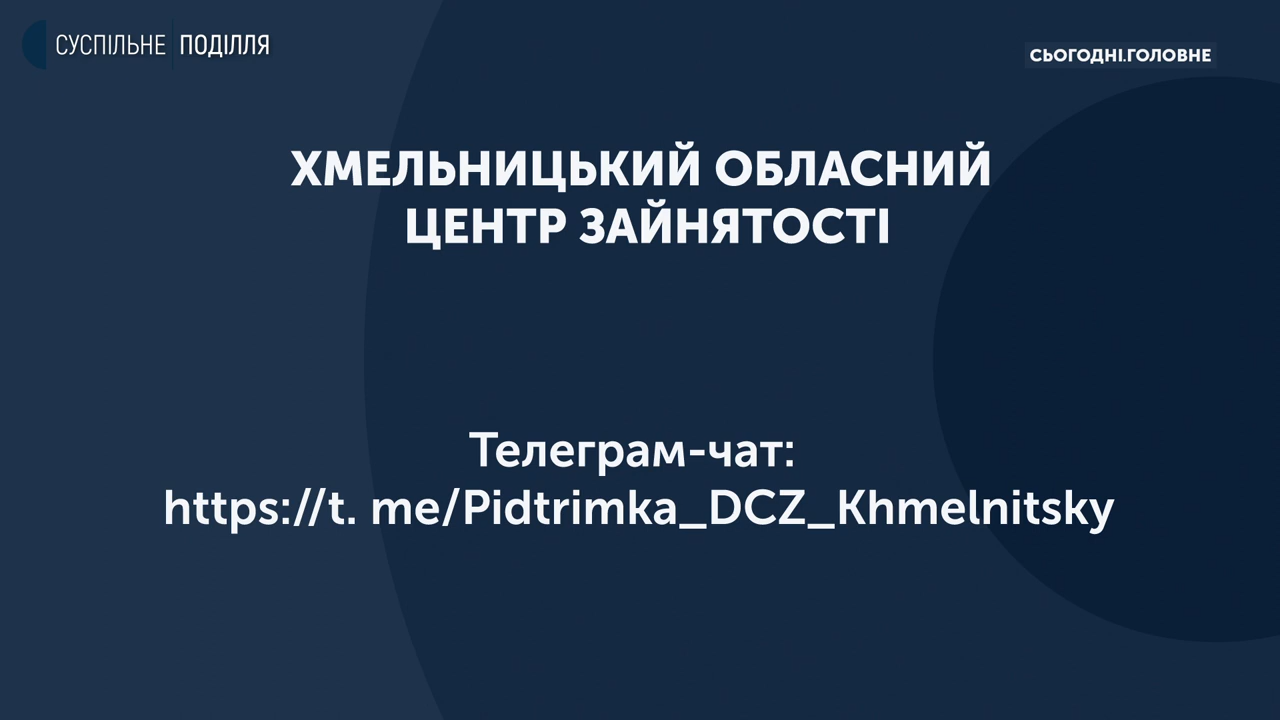 СУСПІЛЬНЕ ПОДІЛЛЯ
СЬОГОДНІ.ГОЛОВНЕ
ХМЕЛЬНИЦЬКИЙ ОБЛАСНИЙ
ЦЕНТР ЗАЙНЯТОСТІ
Телеграм-чат:
https://t. me/Pidtrimka_DCZ_Khmelnitsky